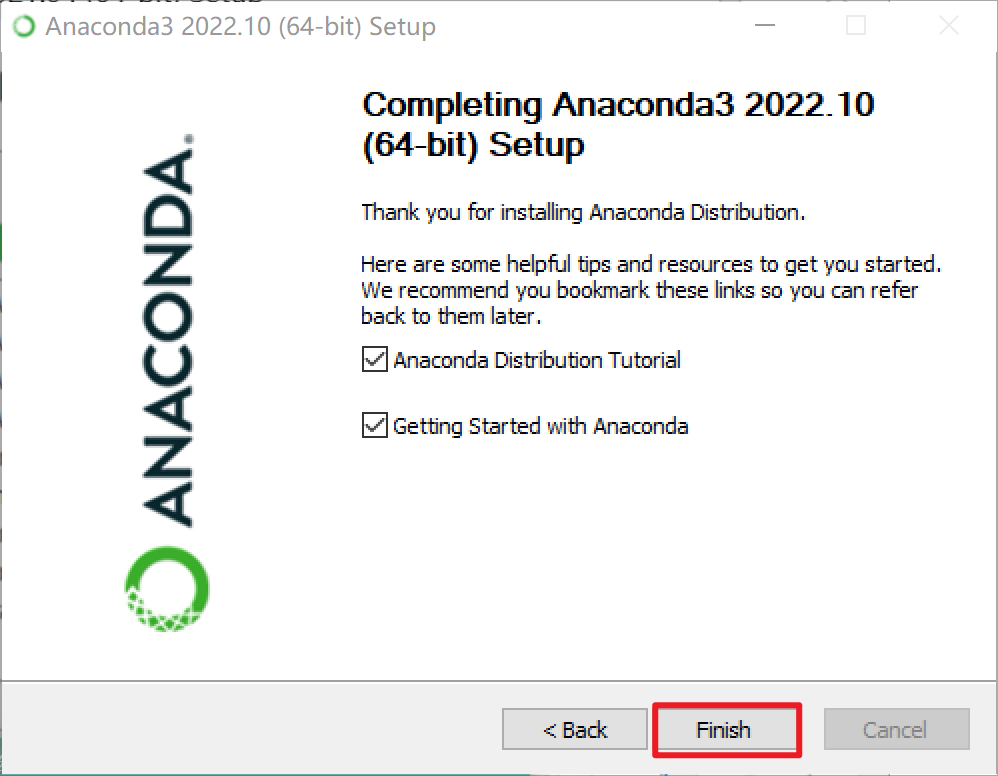 Anaconda3 2022.10 (64-bit) Setup
Completing Anaconda3 2022.10
(64-bit) Setup
Thank you for installing Anaconda Distribution.
Here are some helpful tips and resources to get you started.
We recommend you bookmark these links so you can refer
back to them later.
Anaconda Distribution Tutorial
Getting Started with Anaconda
ANACONDA.
< Back
Finish
Cancel